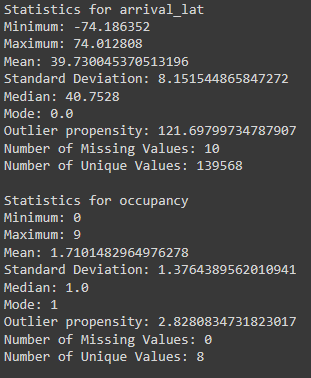 Statistics for arrival_lat
Minimum: -74.186352
Maximum: 74.012808
Mean: 39.730045370513196
Standard Deviation: 8.151544865847272
Median: 40.7528
Mode: 0.0
Outlier propensity: 121.69799734787907
Number of Missing Values: 10
Number of Unique Values: 139568

Statistics for occupancy
Minimum: 0
Maximum: 9
Mean: 1.7101482964976278
Standard Deviation: 1.3764389562010941
Median: 1.0
Mode: 1
Outlier propensity: 2.8280834731823017
Number of Missing Values: 0
Number of Unique Values: 8